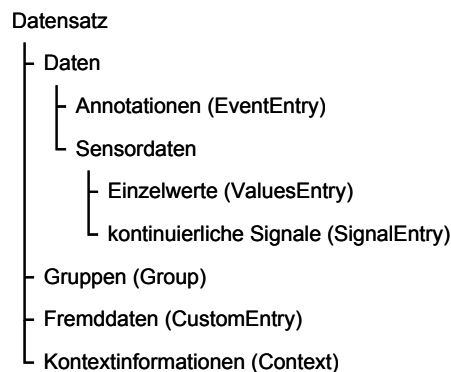 Datensatz
Daten
Annotationen (EventEntry)
Sensordaten
Einzelwerte (ValuesEntry)
kontinuierliche Signale (SignalEntry)
Gruppen (Group)
Fremddaten (CustomEntry)
Kontextinformationen (Context)